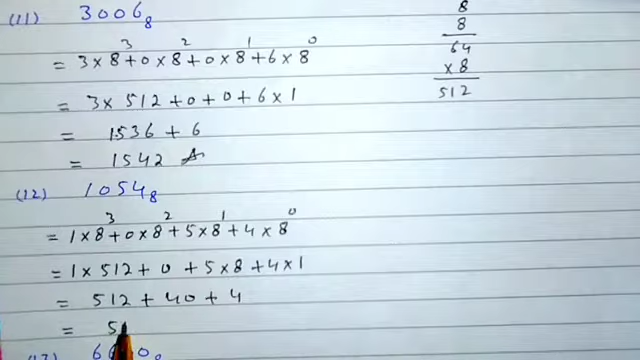 (11) 3006₈
= 3×8³+0×8²+0×8¹+6×8⁰
= 3× 512 +0+0+6×1
= 1536 + 6
= 1542
8
8
64
×8
512
(12) 1054₈
= 1×8³+0×8²+5×8¹+4×8⁰
= 1× 512 + 0 + 5×8 +4×1
= 512 + 40 + 4
= 5